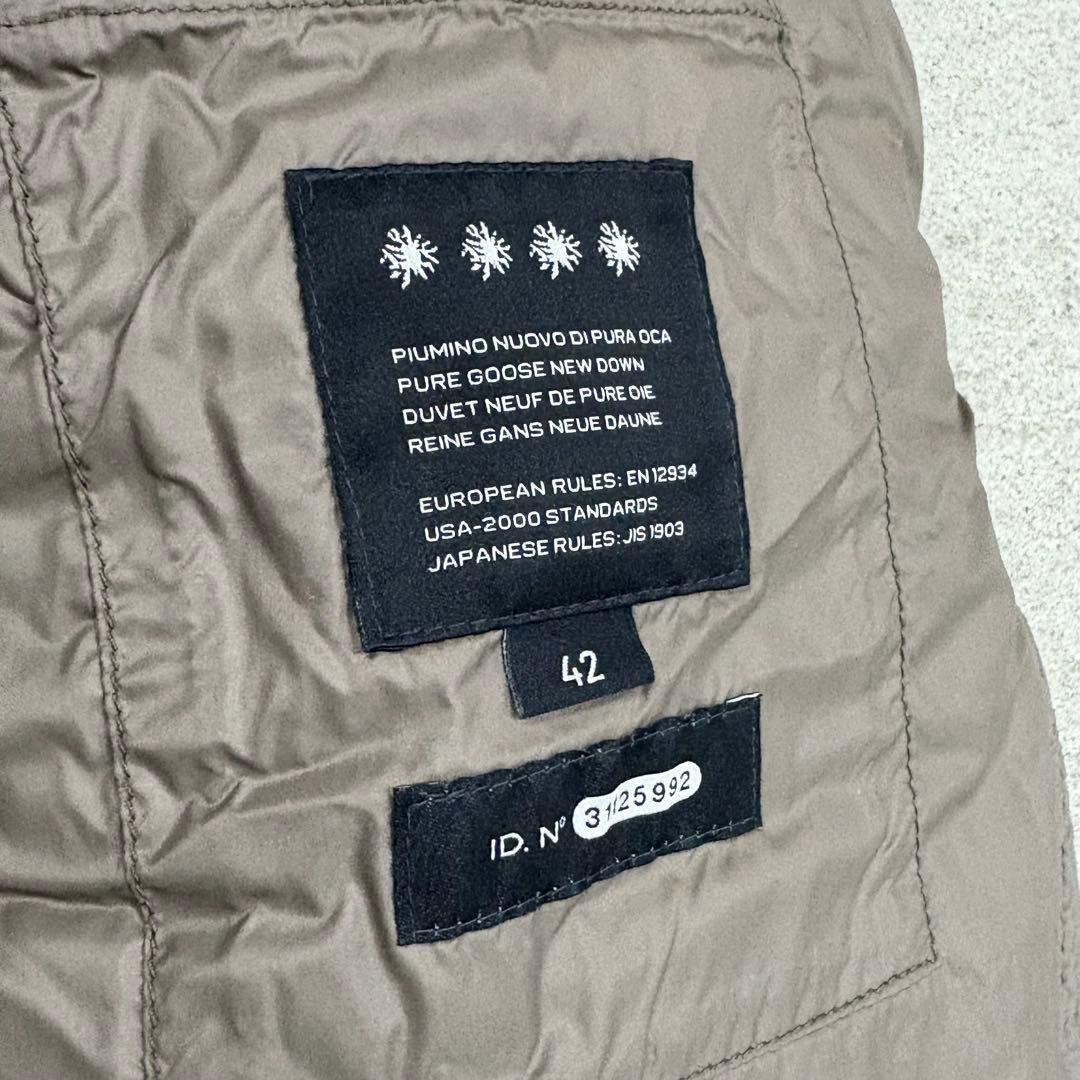 PIUMINO NUOVO DI PURA OCA
PURE GOOSE NEW DOWN
DUVET NEUF DE PURE OIE
REINE GANS NEUE DAUNE
EUROPEAN RULES: EN 12934
USA-2000 STANDARDS
JAPANESE RULES: JIS 1903
42
ID. N°